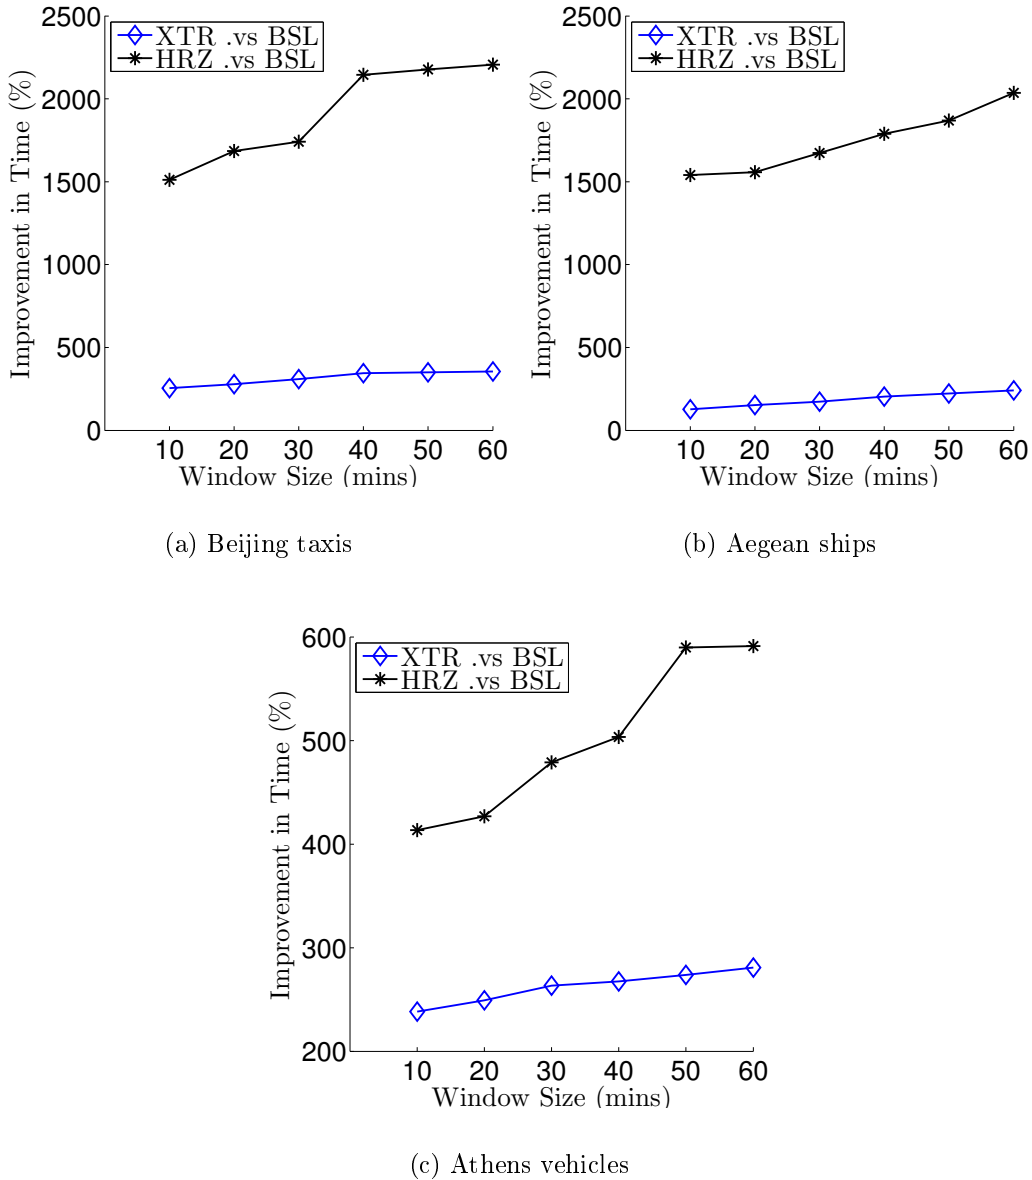 2500
2000
1500
1000
500
0
10 20 30 40 50 60
Improvement in Time (%)
Window Size (mins)
XTR .vs BSL
HRZ .vs BSL
(a) Beijing taxis
2500
2000
1500
1000
500
0
10 20 30 40 50 60
Improvement in Time (%)
Window Size (mins)
XTR .vs BSL
HRZ .vs BSL
(b) Aegean ships
600
500
400
300
200
10 20 30 40 50 60
Improvement in Time (%)
Window Size (mins)
XTR .vs BSL
HRZ .vs BSL
(c) Athens vehicles